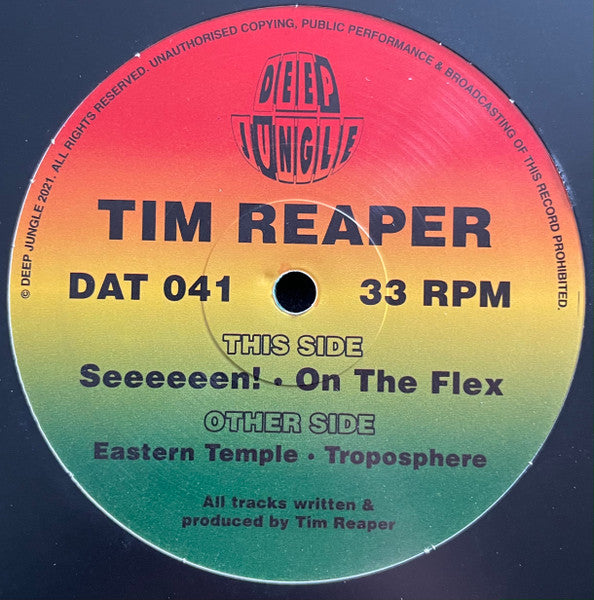 © DEEP JUNGLE 2021. ALL RIGHTS RESERVED. UNAUTHORISED COPYING, PUBLIC PERFORMANCE & BROADCASTING OF THIS RECORD PROHIBITED.
DEEP
JUNGLE
TIM REAPER
DAT 041 33 RPM
THIS SIDE
Seeeeeen! • On The Flex
OTHER SIDE
Eastern Temple • Troposphere
All tracks written &
produced by Tim Reaper